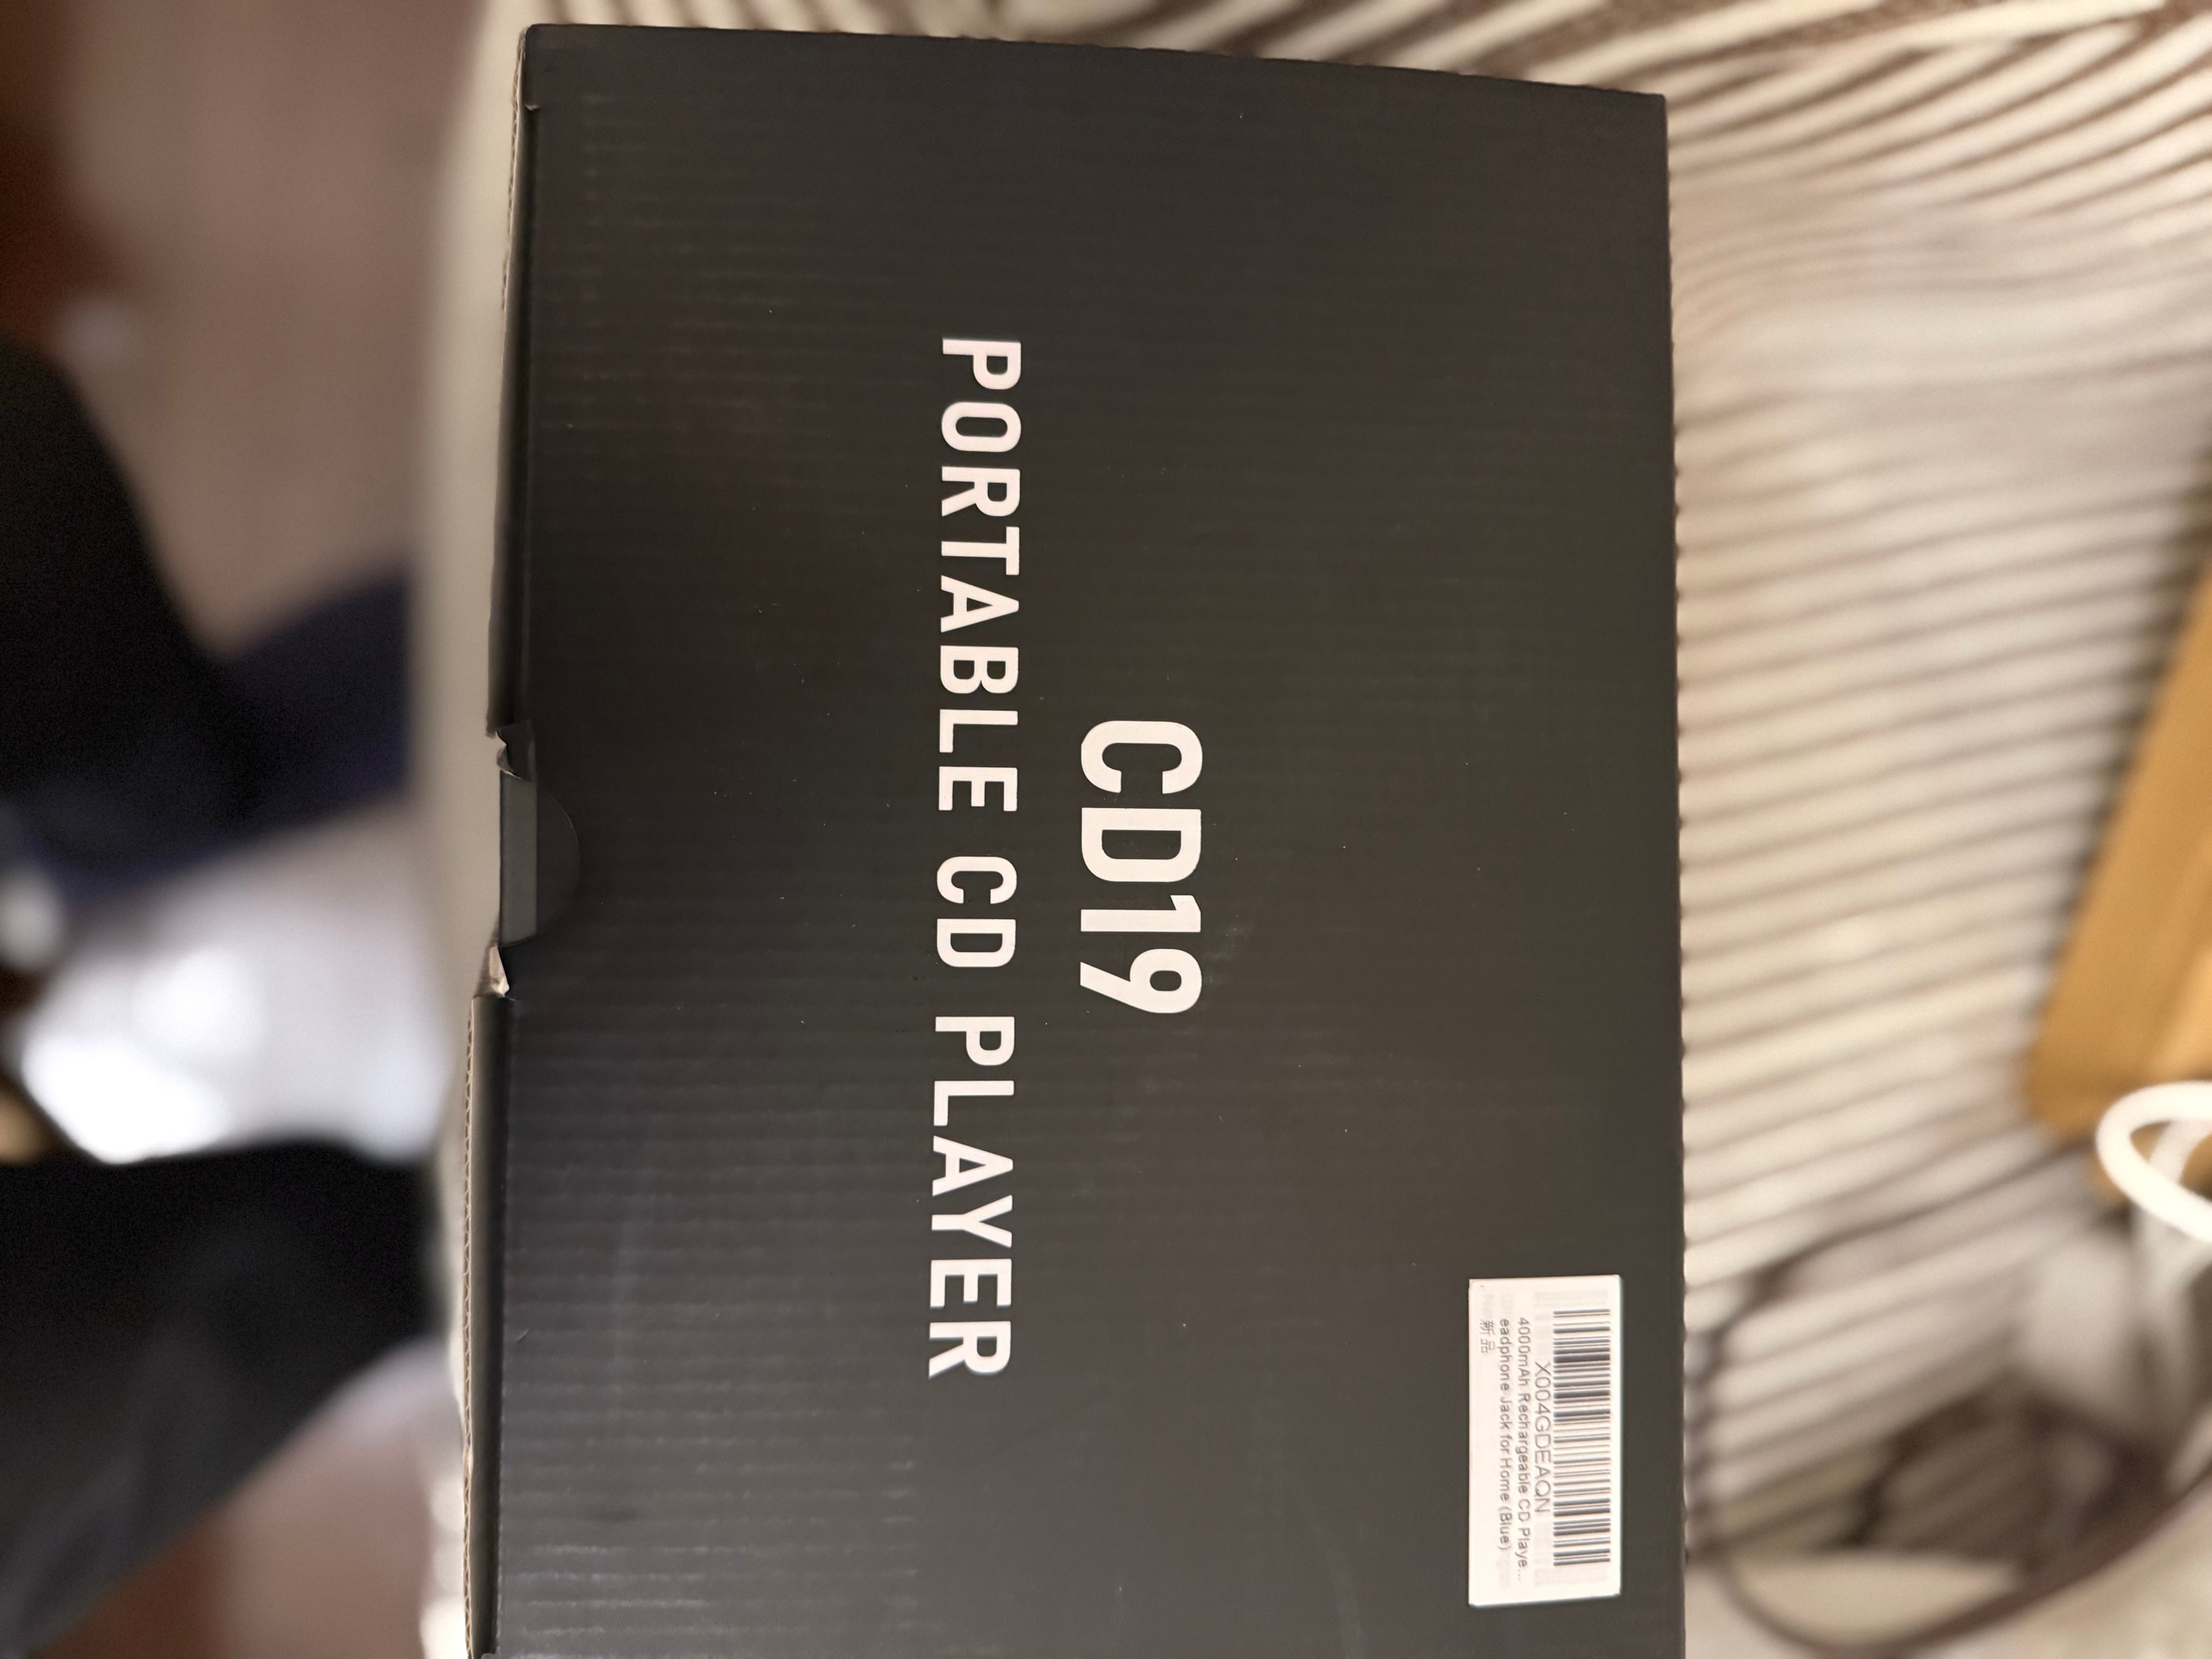 CD19
PORTABLE CD PLAYER
X004GDEAQN
4000mAh Rechargeable CD Playe...
eadphone Jack for Home (Blue)
新品